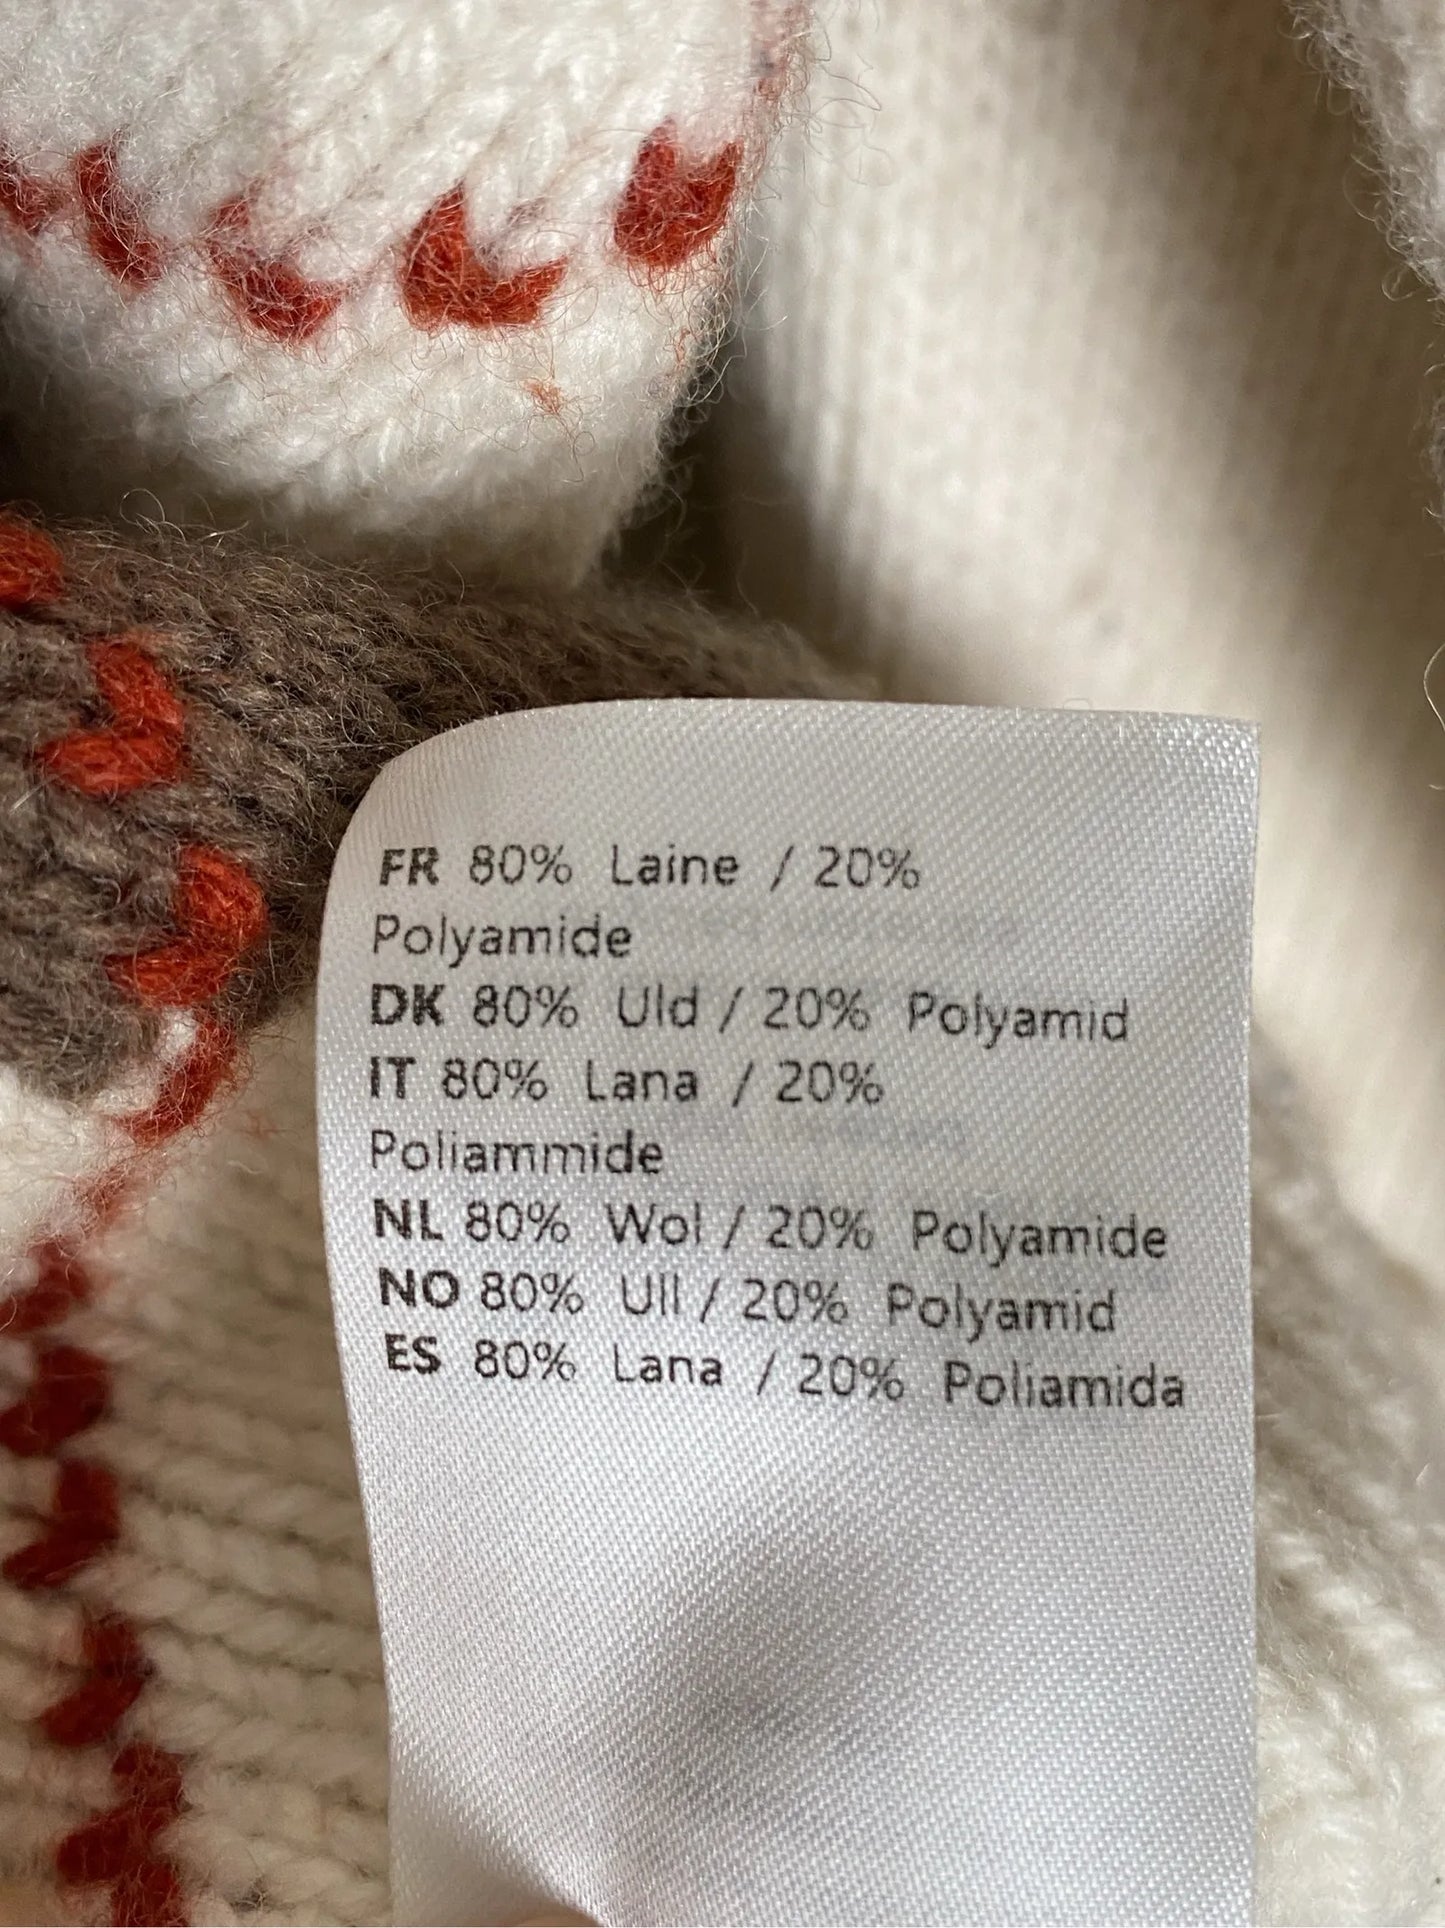 FR 80% Laine / 20%
Polyamide
DK 80% Uld / 20% Polyamid
IT 80% Lana / 20%
Poliammide
NL 80% Wol / 20% Polyamide
NO 80% Ull / 20% Polyamid
ES 80% Lana / 20% Poliamida